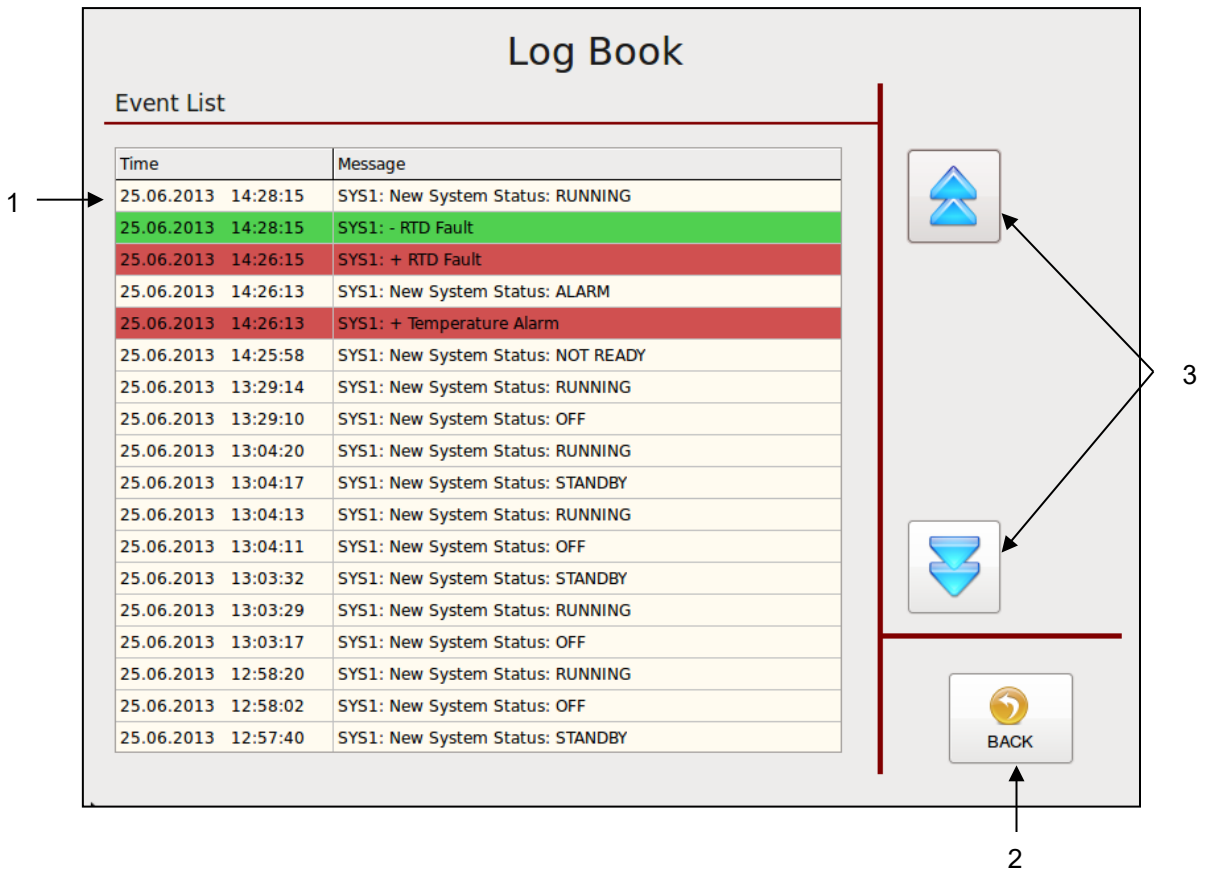 Log Book
Event List
Time Message
25.06.2013 14:28:15 SYS1: New System Status: RUNNING
25.06.2013 14:28:15 SYS1: - RTD Fault
25.06.2013 14:26:15 SYS1: + RTD Fault
25.06.2013 14:26:13 SYS1: New System Status: ALARM
25.06.2013 14:26:13 SYS1: + Temperature Alarm
25.06.2013 14:25:58 SYS1: New System Status: NOT READY
25.06.2013 13:29:14 SYS1: New System Status: RUNNING
25.06.2013 13:29:10 SYS1: New System Status: OFF
25.06.2013 13:04:20 SYS1: New System Status: RUNNING
25.06.2013 13:04:17 SYS1: New System Status: STANDBY
25.06.2013 13:04:13 SYS1: New System Status: RUNNING
25.06.2013 13:04:11 SYS1: New System Status: OFF
25.06.2013 13:03:32 SYS1: New System Status: STANDBY
25.06.2013 13:03:29 SYS1: New System Status: RUNNING
25.06.2013 13:03:17 SYS1: New System Status: OFF
25.06.2013 12:58:20 SYS1: New System Status: RUNNING
25.06.2013 12:58:02 SYS1: New System Status: OFF
25.06.2013 12:57:40 SYS1: New System Status: STANDBY
BACK
1
3
2